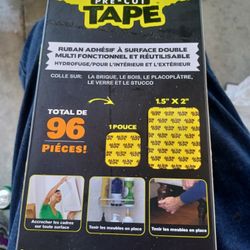 PRE-CUT
TAPE
RUBAN ADHÉSIF À SURFACE DOUBLE
MULTI FONCTIONNEL ET RÉUTILISABLE
HYDROFUGE/POUR L'INTÉRIEUR ET L'EXTÉRIEUR
COLLE SUR: LA BRIQUE, LE BOIS, LE PLACOPLÂTRE,
LE VERRE ET LE STUCCO
TOTAL DE
96
PIÉCES!
1 POUCE
1.5" X 2"
Accrocher les cadres
sur toute surface
Tenir les meubles en place
Tenir les meubles en place